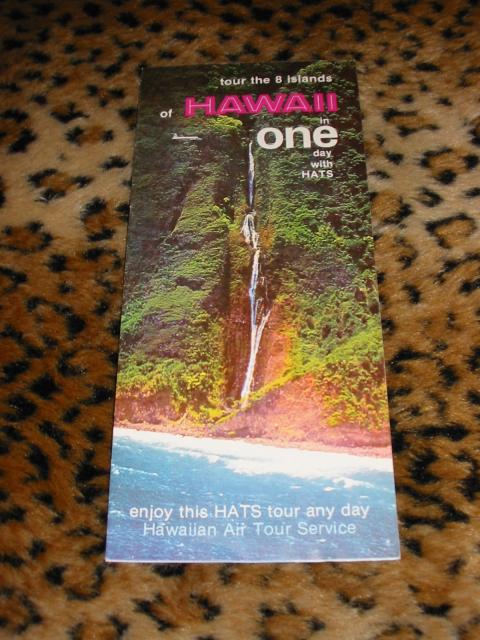 tour the 8 islands
of HAWAII
in
one
day
with
HATS
enjoy this HATS tour any day
Hawaiian Air Tour Service